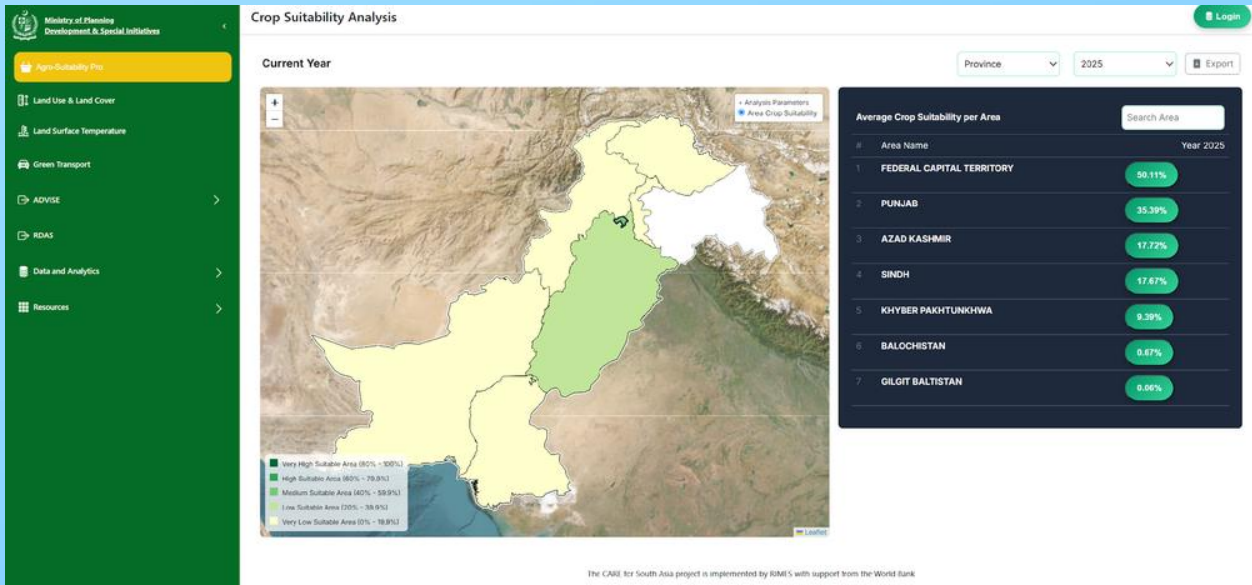 Ministry of Planning
Development & Special Initiatives
Agro-Suitability Pro
Land Use & Land Cover
Land Surface Temperature
Green Transport
ADVISE
RDAS
Data and Analytics
Resources
Crop Suitability Analysis
Login
Current Year
Province
2025
Export
+
−
Analysis Parameters
Area Crop Suitability
Very High Suitable Area (80% - 100%)
High Suitable Area (60% - 79.9%)
Medium Suitable Area (40% - 59.9%)
Low Suitable Area (20% - 39.9%)
Very Low Suitable Area (0% - 19.9%)
Leaflet
Average Crop Suitability per Area
Search Area
# Area Name Year 2025
1 FEDERAL CAPITAL TERRITORY 50.11%
2 PUNJAB 35.39%
3 AZAD KASHMIR 17.72%
4 SINDH 17.67%
5 KHYBER PAKHTUNKHWA 9.39%
6 BALOCHISTAN 0.67%
7 GILGIT BALTISTAN 0.06%
The CARE for South Asia project is implemented by RIMES with support from the World Bank